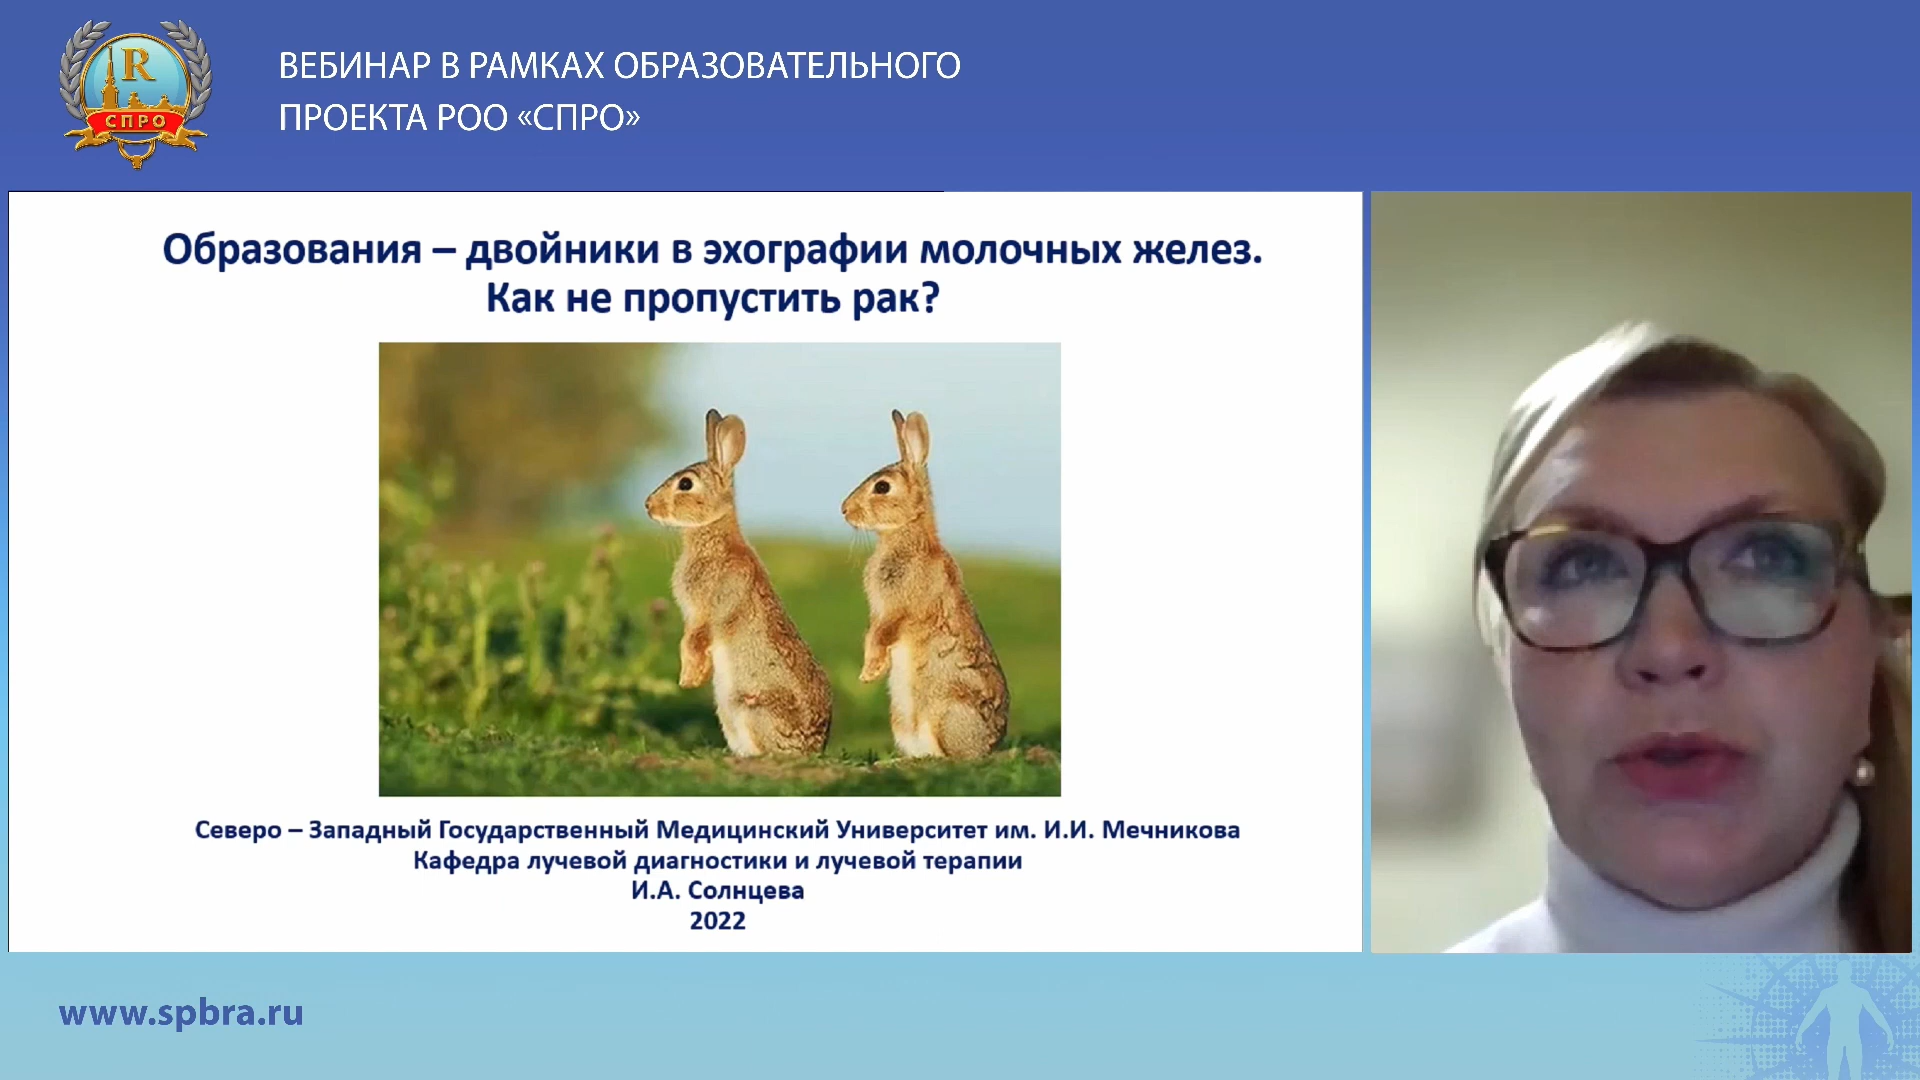 R
СПРО
ВЕБИНАР В РАМКАХ ОБРАЗОВАТЕЛЬНОГО
ПРОЕКТА РОО «СПРО»
Образования – двойники в эхографии молочных желез.
Как не пропустить рак?
Северо – Западный Государственный Медицинский Университет им. И.И. Мечникова
Кафедра лучевой диагностики и лучевой терапии
И.А. Солнцева
2022
www.spbra.ru